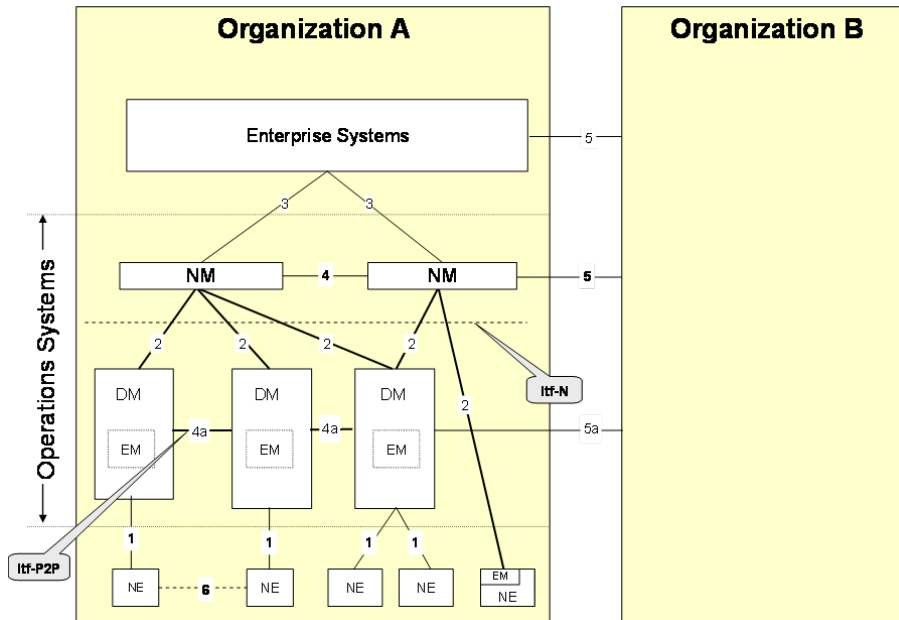 Organization A
Organization B
Enterprise Systems
5
3
3
Operations Systems
NM
4
NM
5
2
2
2
2
Itf-N
DM
DM
DM
2
EM
4a
EM
4a
EM
5a
1
1
1
1
Itf-P2P
NE
6
NE
NE
NE
EM
NE